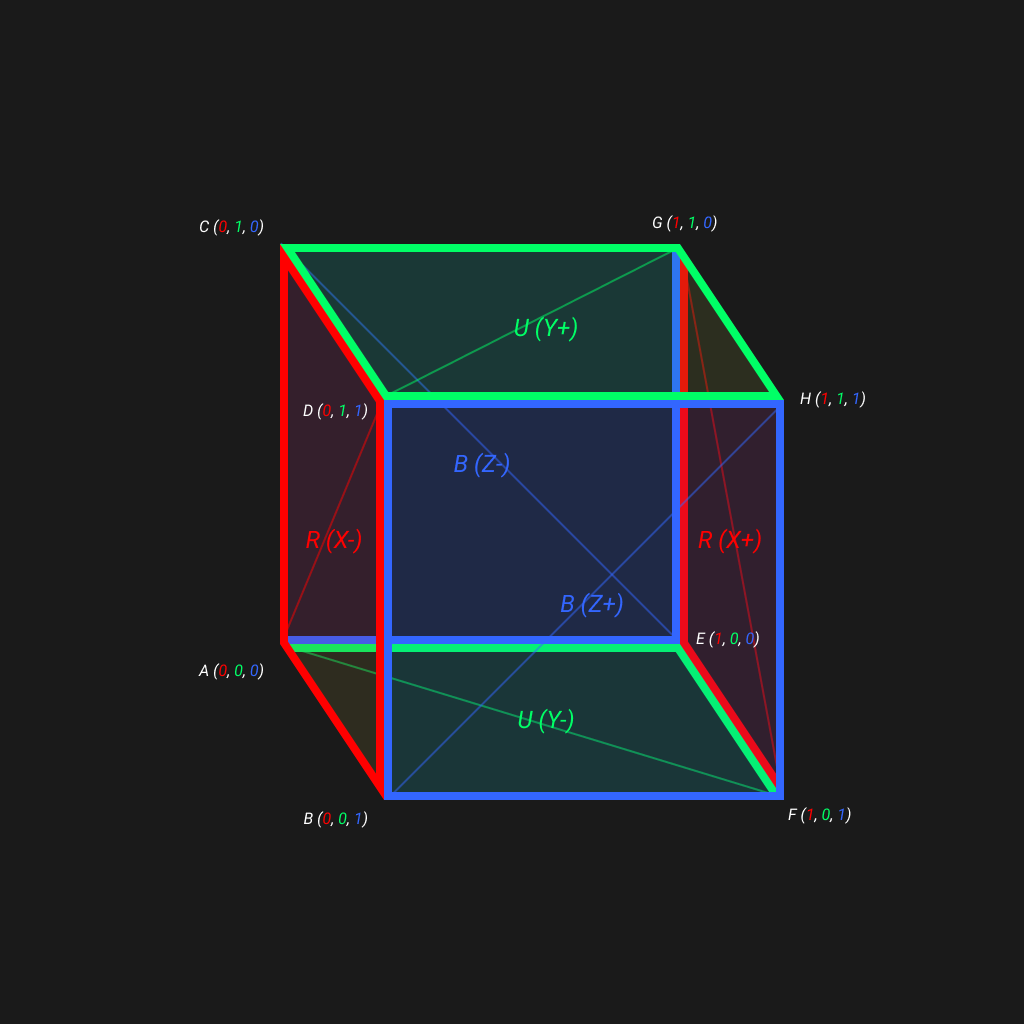 G (1, 1, 0)
C (0, 1, 0)
U (Y+)
H (1, 1, 1)
D (0, 1, 1)
B (Z-)
R (X-)
R (X+)
B (Z+)
E (1, 0, 0)
A (0, 0, 0)
U (Y-)
F (1, 0, 1)
B (0, 0, 1)